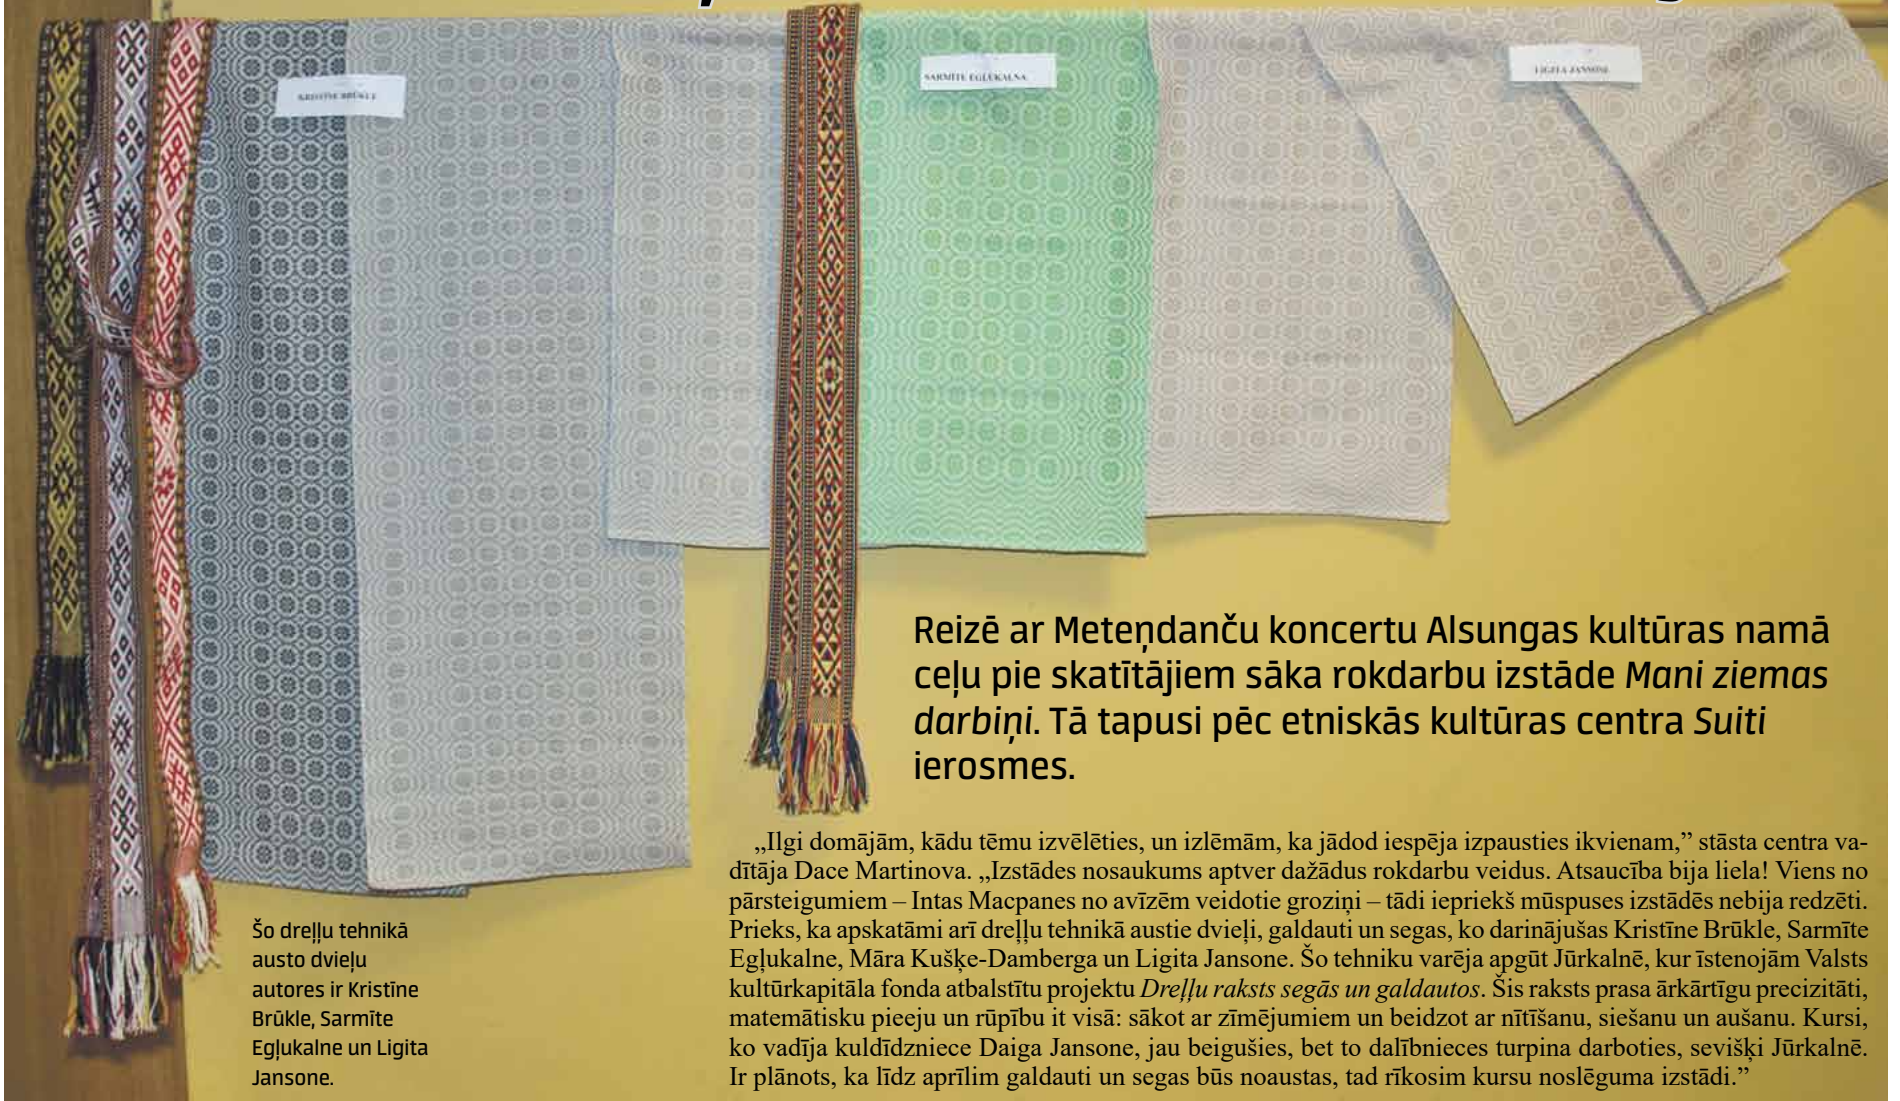 KRISTĪNE BRŪKLE
SARMĪTE EGLUKALNA
LIGITA JANSONE
Reizē ar Meteņdanču koncertu Alsungas kultūras namā
ceļu pie skatītājiem sāka rokdarbu izstāde Mani ziemas
darbiņi. Tā tapusi pēc etniskās kultūras centra Suiti
ierosmes.
„Ilgi domājām, kādu tēmu izvēlēties, un izlēmām, ka jādod iespēja izpausties ikvienam,” stāsta centra va-
dītāja Dace Martinova. „Izstādes nosaukums aptver dažādus rokdarbu veidus. Atsaucība bija liela! Viens no
pārsteigumiem – Intas Macpanes no avīzēm veidotie groziņi – tādi iepriekš mūspuses izstādēs nebija redzēti.
Prieks, ka apskatāmi arī dreļļu tehnikā austie dvieļi, galdauti un segas, ko darinājušas Kristīne Brūkle, Sarmīte
Egļukalne, Māra Kušķe-Damberga un Ligita Jansone. Šo tehniku varēja apgūt Jūrkalnē, kur īstenojām Valsts
kultūrkapitāla fonda atbalstītu projektu Dreļļu raksts segās un galdautos. Šis raksts prasa ārkārtīgu precizitāti,
matemātisku pieeju un rūpību it visā: sākot ar zīmējumiem un beidzot ar nītīšanu, siešanu un aušanu. Kursi,
ko vadīja kuldīdzniece Daiga Jansone, jau beigušies, bet to dalībnieces turpina darboties, sevišķi Jūrkalnē.
Ir plānots, ka līdz aprīlim galdauti un segas būs noaustas, tad rīkosim kursu noslēguma izstādi.”
Šo dreļļu tehnikā
austo dvieļu
autores ir Kristīne
Brūkle, Sarmīte
Egļukalne un Ligita
Jansone.